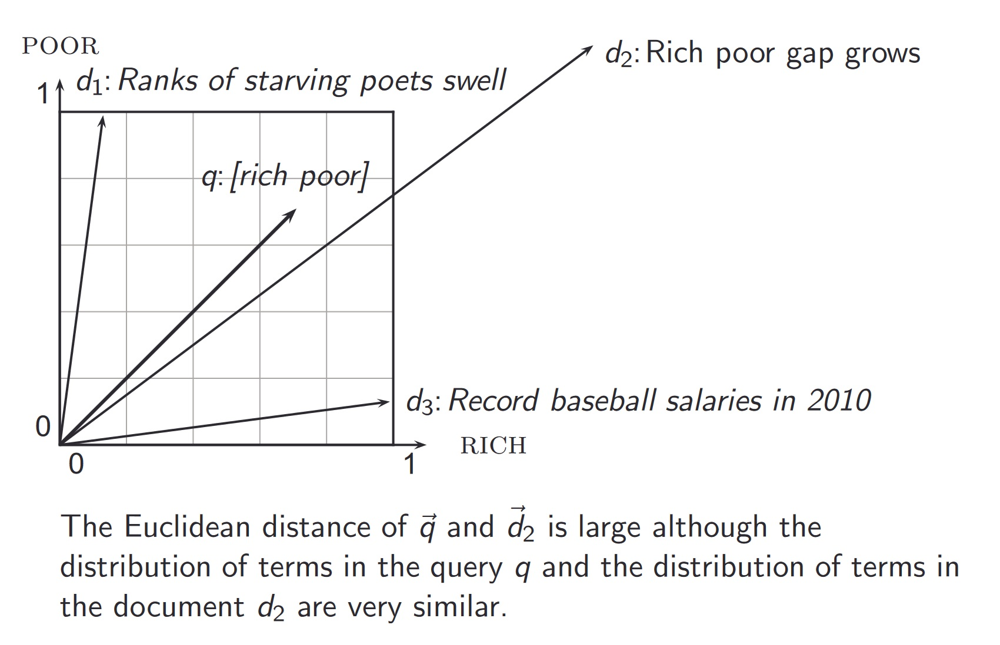 POOR
d₂: Rich poor gap grows
1
d₁: Ranks of starving poets swell
q: [rich poor]
d₃: Record baseball salaries in 2010
0
RICH
0
1
The Euclidean distance of q⃗ and d⃗₂ is large although the
distribution of terms in the query q and the distribution of terms in
the document d₂ are very similar.